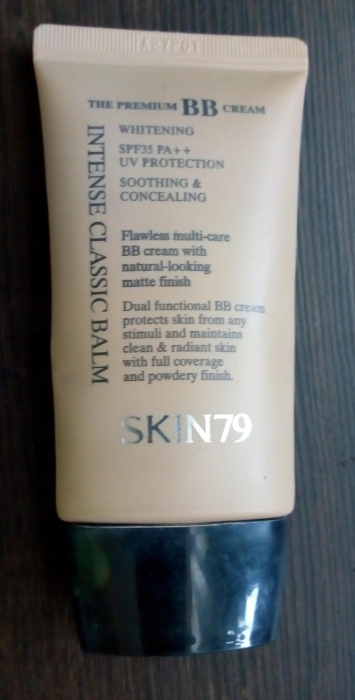 THE PREMIUM BB CREAM
INTENSE CLASSIC BALM
WHITENING
SPF35 PA++
UV PROTECTION
SOOTHING &
CONCEALING
Flawless multi-care
BB cream with
natural-looking
matte finish
Dual functional BB cream
protects skin from any
stimuli and maintains
clean & radiant skin
with full coverage
and powdery finish.
SKIN79